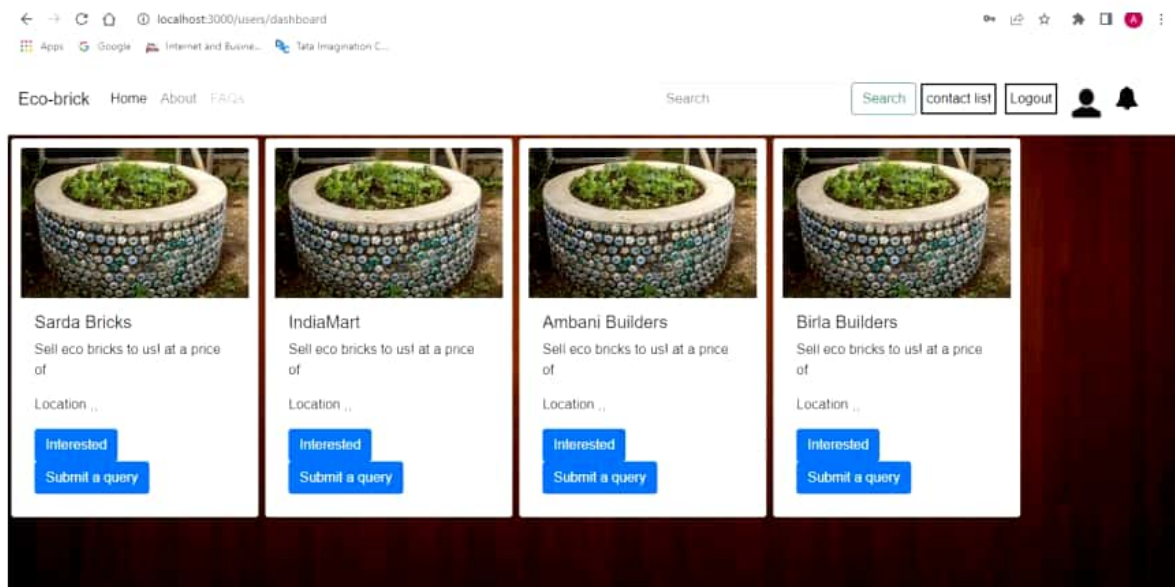 localhost:3000/users/dashboard
A
Apps Google Internet and Busine... Tata Imagination C...
Eco-brick Home About FAQs Search Search contact list Logout
Sarda Bricks
Sell eco bricks to us! at a price
of
Location ,,
Interested
Submit a query
IndiaMart
Sell eco bricks to us! at a price
of
Location ,,
Interested
Submit a query
Ambani Builders
Sell eco bricks to us! at a price
of
Location ,,
Interested
Submit a query
Birla Builders
Sell eco bricks to us! at a price
of
Location ,,
Interested
Submit a query